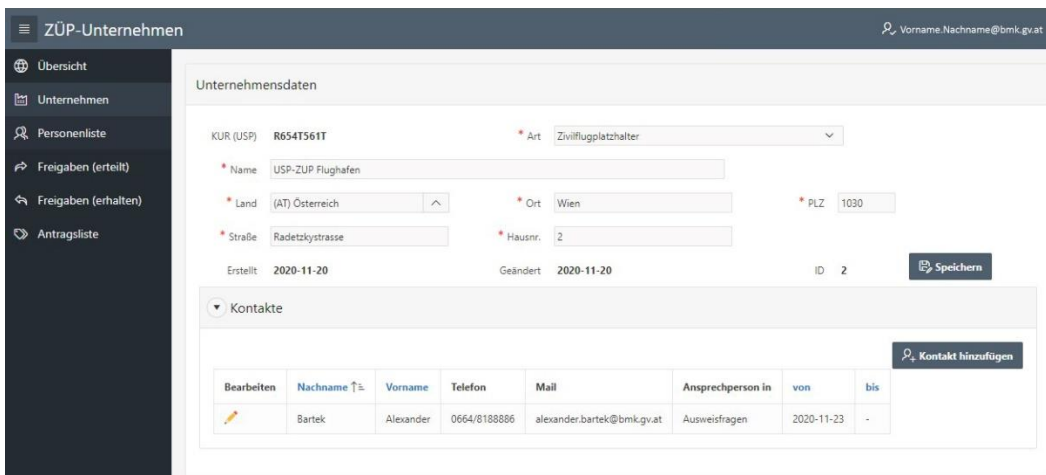 ZÜP-Unternehmen
Vorname.Nachname@bmk.gv.at
Übersicht
Unternehmen
Personenliste
Freigaben (erteilt)
Freigaben (erhalten)
Antragsliste
Unternehmensdaten
KUR (USP) R654T561T * Art Zivilflugplatzhalter
* Name USP-ZUP Flughafen
* Land (AT) Österreich * Ort Wien * PLZ 1030
* Straße Radetzkystrasse * Hausnr. 2
Erstellt 2020-11-20 Geändert 2020-11-20 ID 2 Speichern
Kontakte
Kontakt hinzufügen
Bearbeiten Nachname Vorname Telefon Mail Ansprechperson in von bis
Bartek Alexander 0664/8188886 alexander.bartek@bmk.gv.at Ausweisfragen 2020-11-23 -